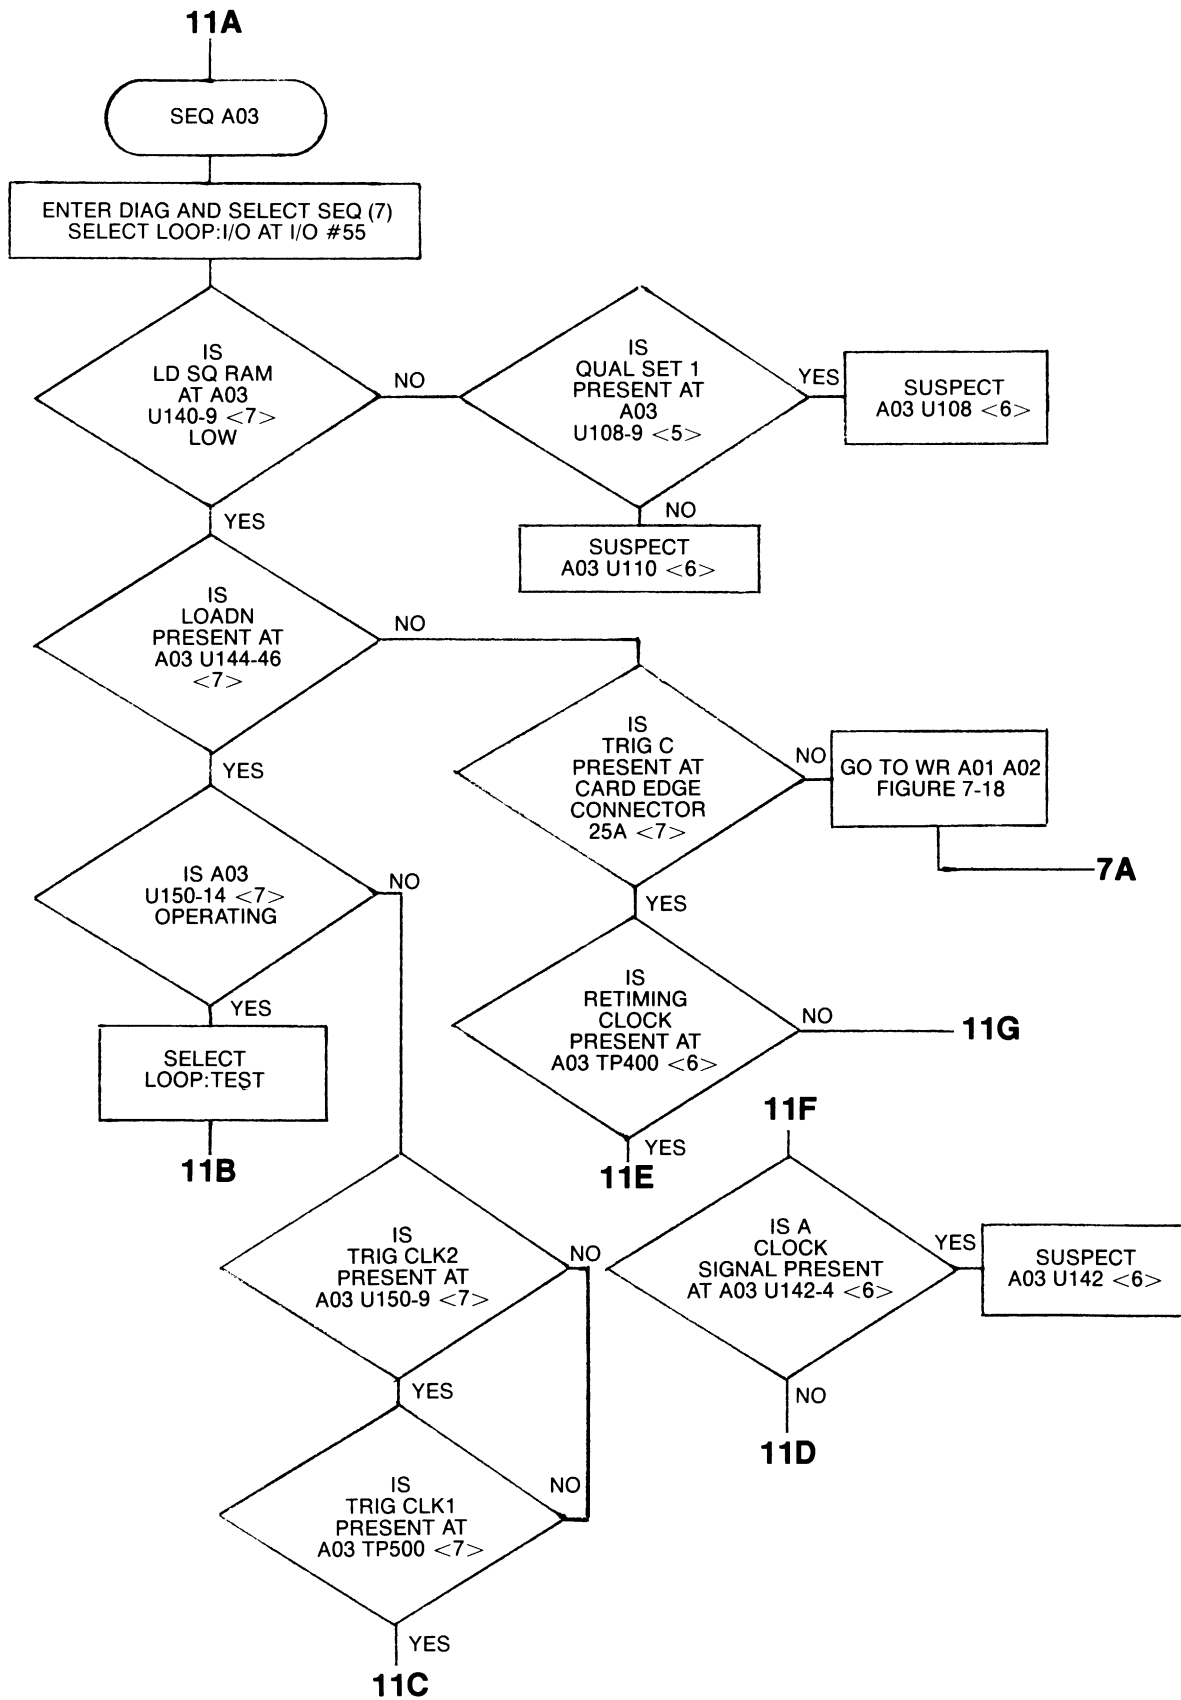 11A
SEQ A03
ENTER DIAG AND SELECT SEQ (7)
SELECT LOOP:I/O AT I/O #55
IS
LD SQ RAM
AT A03
U140-9 <7>
LOW
NO
IS
QUAL SET 1
PRESENT AT
A03
U108-9 <5>
YES
SUSPECT
A03 U108 <6>
NO
SUSPECT
A03 U110 <6>
YES
IS
LOADN
PRESENT AT
A03 U144-46
<7>
NO
IS
TRIG C
PRESENT AT
CARD EDGE
CONNECTOR
25A <7>
NO
GO TO WR A01 A02
FIGURE 7-18
7A
YES
IS
RETIMING
CLOCK
PRESENT AT
A03 TP400 <6>
NO
11G
YES
11E
YES
IS A03
U150-14 <7>
OPERATING
NO
YES
SELECT
LOOP:TEST
11B
IS
TRIG CLK2
PRESENT AT
A03 U150-9 <7>
NO
YES
IS
TRIG CLK1
PRESENT AT
A03 TP500 <7>
NO
YES
11C
11F
IS A
CLOCK
SIGNAL PRESENT
AT A03 U142-4 <6>
YES
SUSPECT
A03 U142 <6>
NO
11D